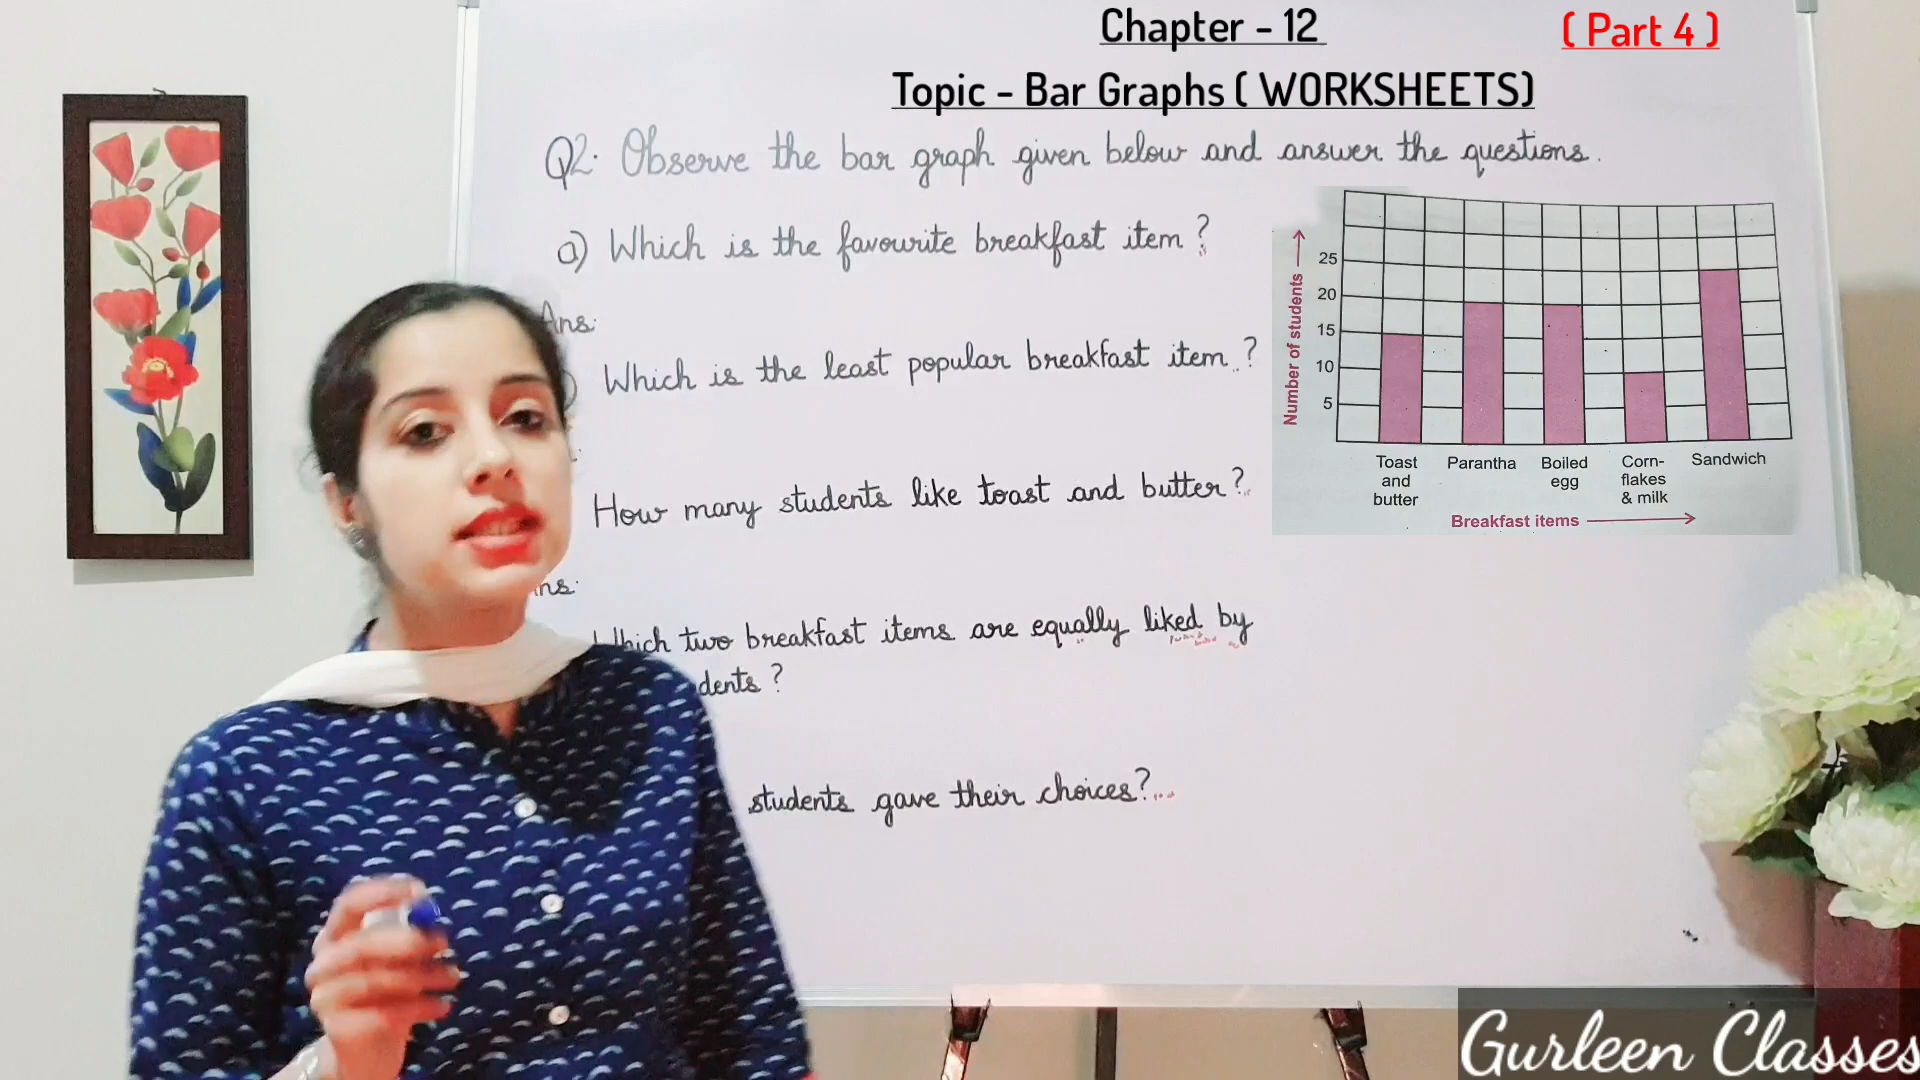 Chapter - 12
( Part 4 )
Topic - Bar Graphs ( WORKSHEETS)
Q2. Observe the bar graph given below and answer the questions.
a) Which is the favourite breakfast item?
Ans:
Which is the least popular breakfast item?
How many students like toast and butter?
Which two breakfast items are equally liked by
students gave their choices?
Number of students
25
20
15
10
5
Toast and butter
Parantha
Boiled egg
Corn-flakes & milk
Sandwich
Breakfast items
Gurleen Classes